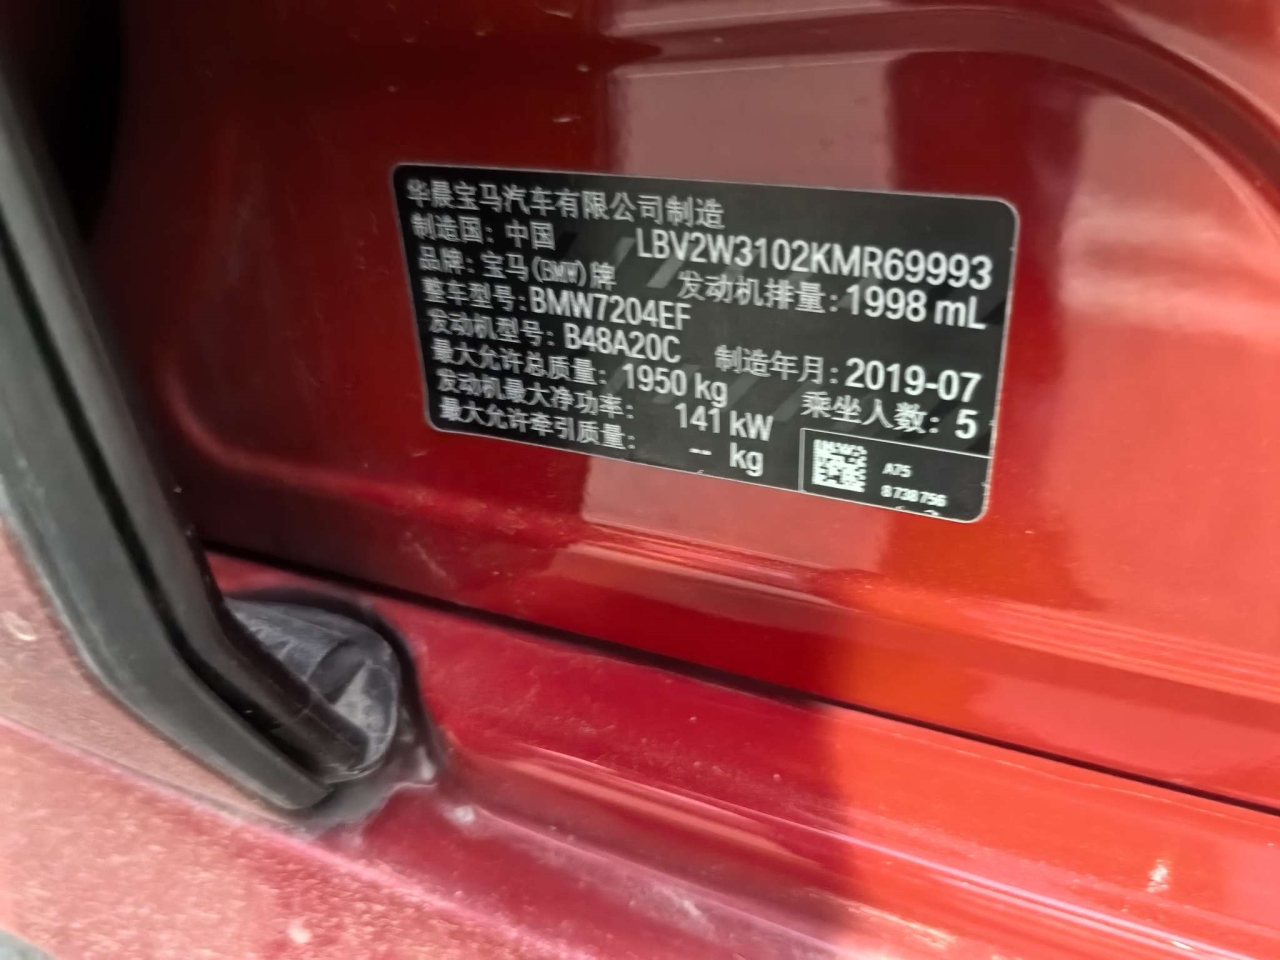 华晨宝马汽车有限公司制造
制造国: 中国 LBV2W3102KMR69993
品牌: 宝马(BMW)牌 发动机排量: 1998 mL
整车型号: BMW7204EF
发动机型号: B48A20C 制造年月: 2019-07
最大允许总质量: 1950 kg 乘坐人数: 5
发动机最大净功率: 141 kW
最大允许牵引质量: -- kg
A75
8738756